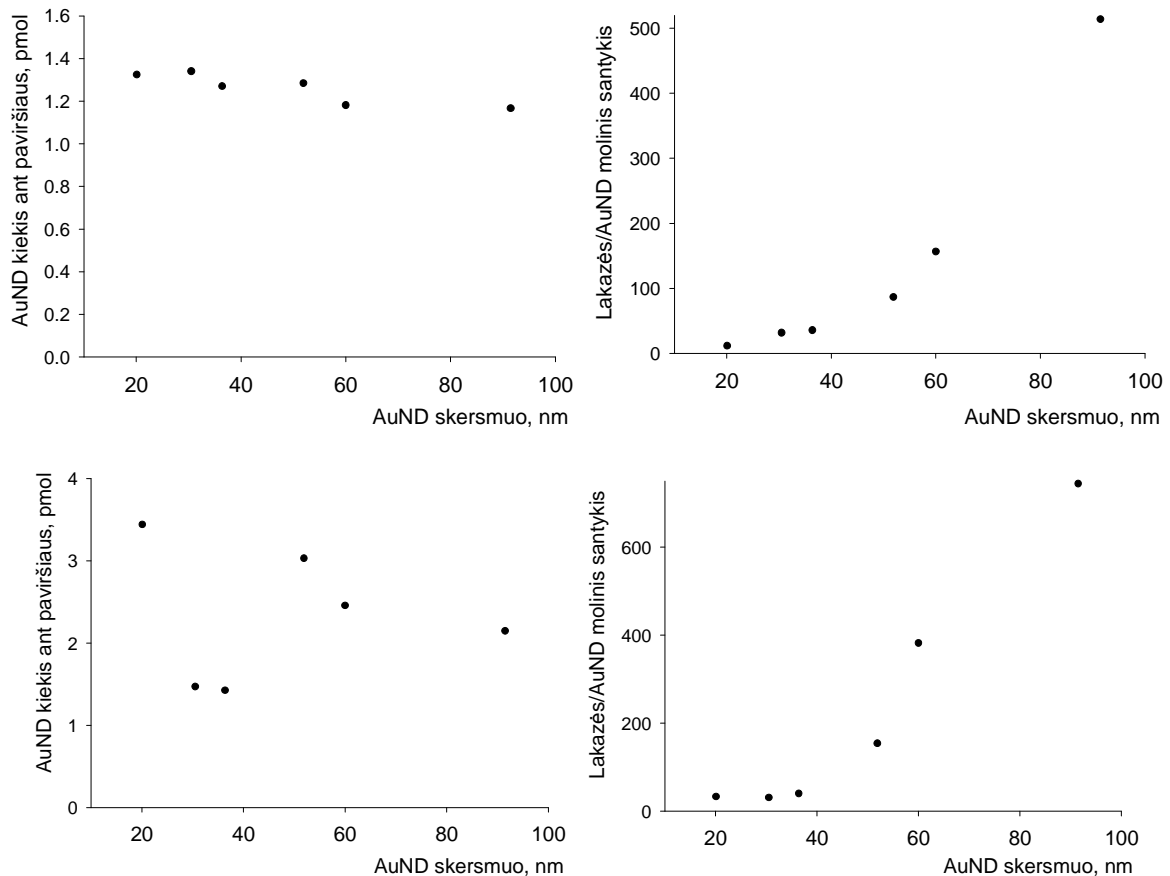 AuND kiekis ant paviršiaus, pmol
1.6
1.4
1.2
1.0
0.8
0.6
0.4
0.2
0.0
20 40 60 80 100
AuND skersmuo, nm
Lakazės/AuND molinis santykis
500
400
300
200
100
0
20 40 60 80 100
AuND skersmuo, nm
AuND kiekis ant paviršiaus, pmol
4
3
2
1
0
20 40 60 80 100
AuND skersmuo, nm
Lakazės/AuND molinis santykis
600
400
200
0
20 40 60 80 100
AuND skersmuo, nm